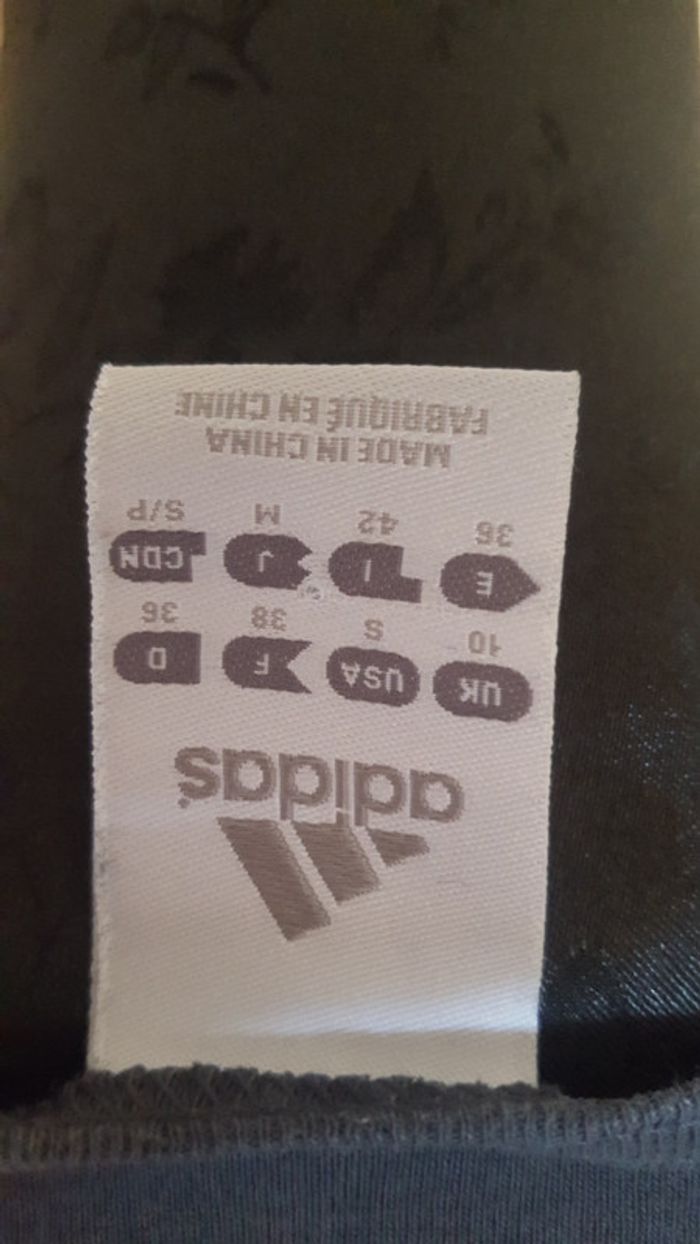 adidas
UK USA F D
10 S 38 36
E I J CDN
36 42 M S/P
MADE IN CHINA
FABRIQUÉ EN CHINE